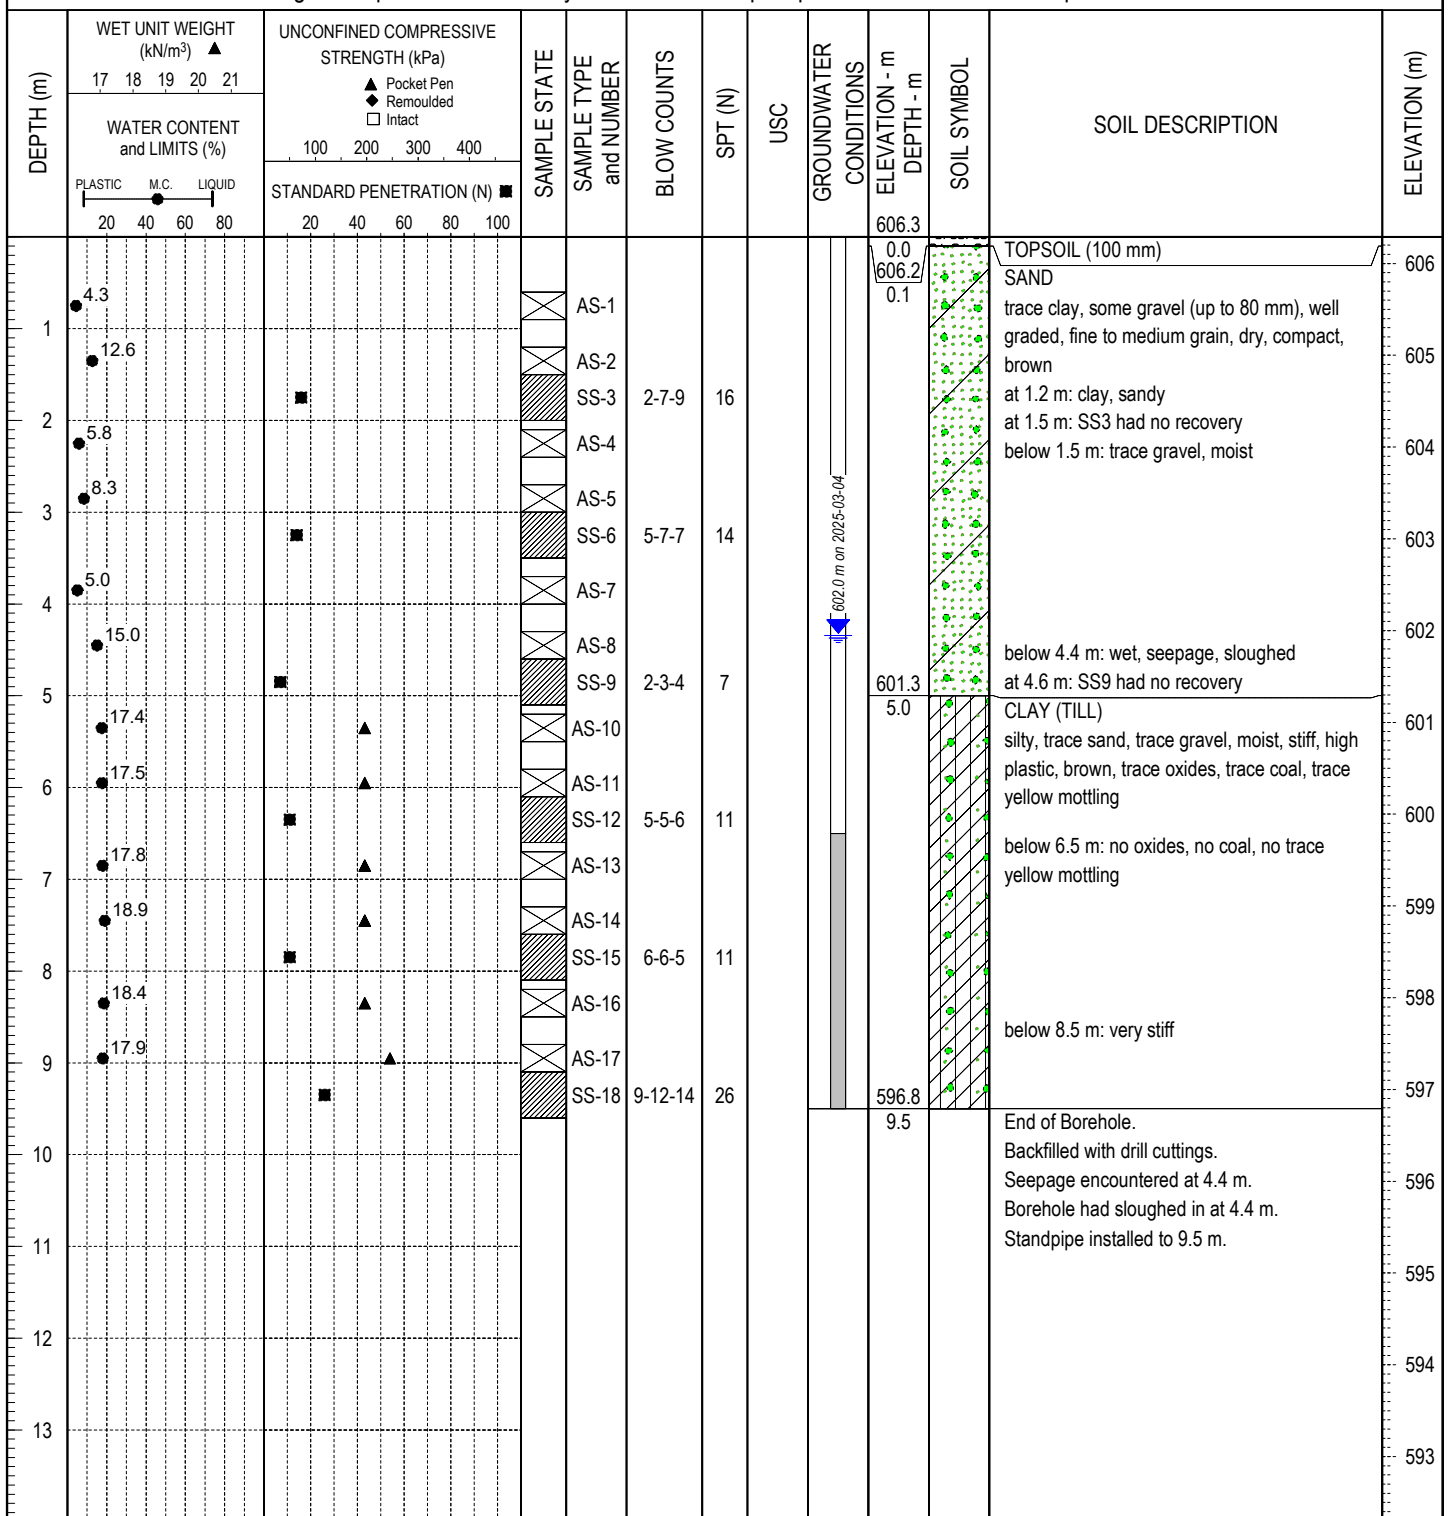 WET UNIT WEIGHT
(kN/m³)
17 18 19 20 21
WATER CONTENT
and LIMITS (%)
PLASTIC M.C. LIQUID
20 40 60 80
UNCONFINED COMPRESSIVE
STRENGTH (kPa)
Pocket Pen
Remoulded
Intact
100 200 300 400
STANDARD PENETRATION (N)
20 40 60 80 100
DEPTH (m)
SAMPLE STATE
SAMPLE TYPE
and NUMBER
BLOW COUNTS
SPT (N)
USC
GROUNDWATER
CONDITIONS
ELEVATION - m
DEPTH - m
SOIL SYMBOL
SOIL DESCRIPTION
ELEVATION (m)
606.3
0.0
606.2
0.1
TOPSOIL (100 mm)
606
SAND
4.3
AS-1
trace clay, some gravel (up to 80 mm), well
1
graded, fine to medium grain, dry, compact,
12.6
AS-2
605
brown
2-7-9
SS-3
16
at 1.2 m: clay, sandy
2
at 1.5 m: SS3 had no recovery
5.8
AS-4
604
below 1.5 m: trace gravel, moist
8.3
AS-5
3
SS-6
5-7-7
14
603
602.0 m on 2025-03-04
5.0
AS-7
4
602
15.0
AS-8
below 4.4 m: wet, seepage, sloughed
SS-9
2-3-4
7
601.3
at 4.6 m: SS9 had no recovery
5
5.0
CLAY (TILL)
17.4
AS-10
601
silty, trace sand, trace gravel, moist, stiff, high
17.5
AS-11
plastic, brown, trace oxides, trace coal, trace
6
yellow mottling
SS-12
5-5-6
11
600
below 6.5 m: no oxides, no coal, no trace
17.8
AS-13
yellow mottling
7
599
18.9
AS-14
SS-15
6-6-5
11
8
18.4
AS-16
598
below 8.5 m: very stiff
17.9
AS-17
9
597
SS-18
9-12-14
26
596.8
9.5
End of Borehole.
Backfilled with drill cuttings.
10
Seepage encountered at 4.4 m.
596
Borehole had sloughed in at 4.4 m.
Standpipe installed to 9.5 m.
11
595
12
594
13
593